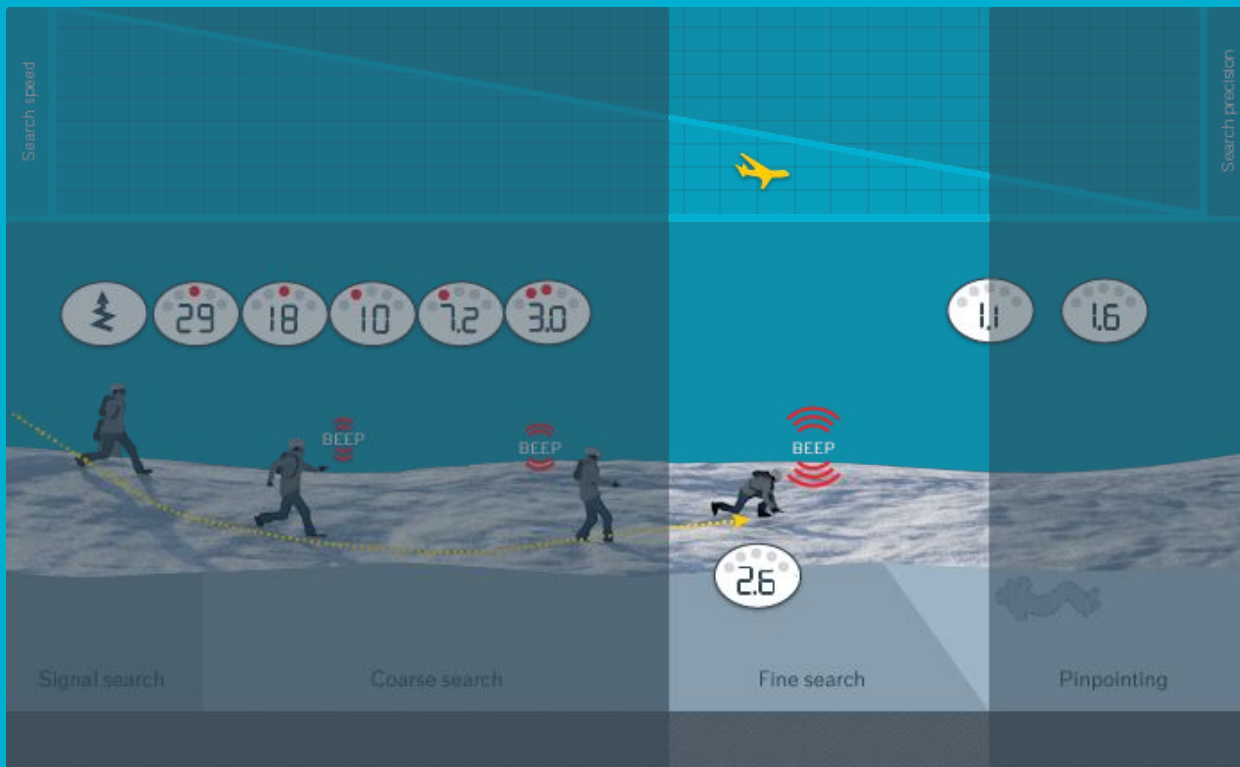 Search speed
Search precision
29
18
10
7.2
3.0
1.1
1.6
BEEP
BEEP
BEEP
2.6
Signal search
Coarse search
Fine search
Pinpointing